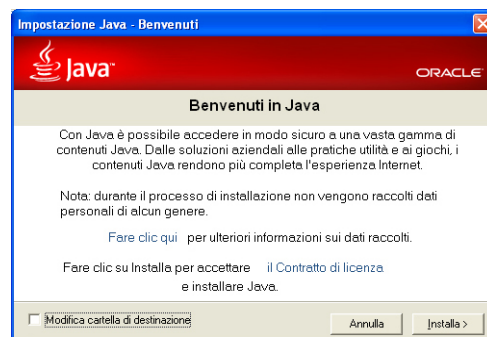 Impostazione Java - Benvenuti
Java™
ORACLE
Benvenuti in Java
Con Java è possibile accedere in modo sicuro a una vasta gamma di
contenuti Java. Dalle soluzioni aziendali alle pratiche utilità e ai giochi, i
contenuti Java rendono più completa l'esperienza Internet.
Nota: durante il processo di installazione non vengono raccolti dati
personali di alcun genere.
Fare clic qui per ulteriori informazioni sui dati raccolti.
Fare clic su Installa per accettare il Contratto di licenza
e installare Java.
Modifica cartella di destinazione
Annulla
Installa >